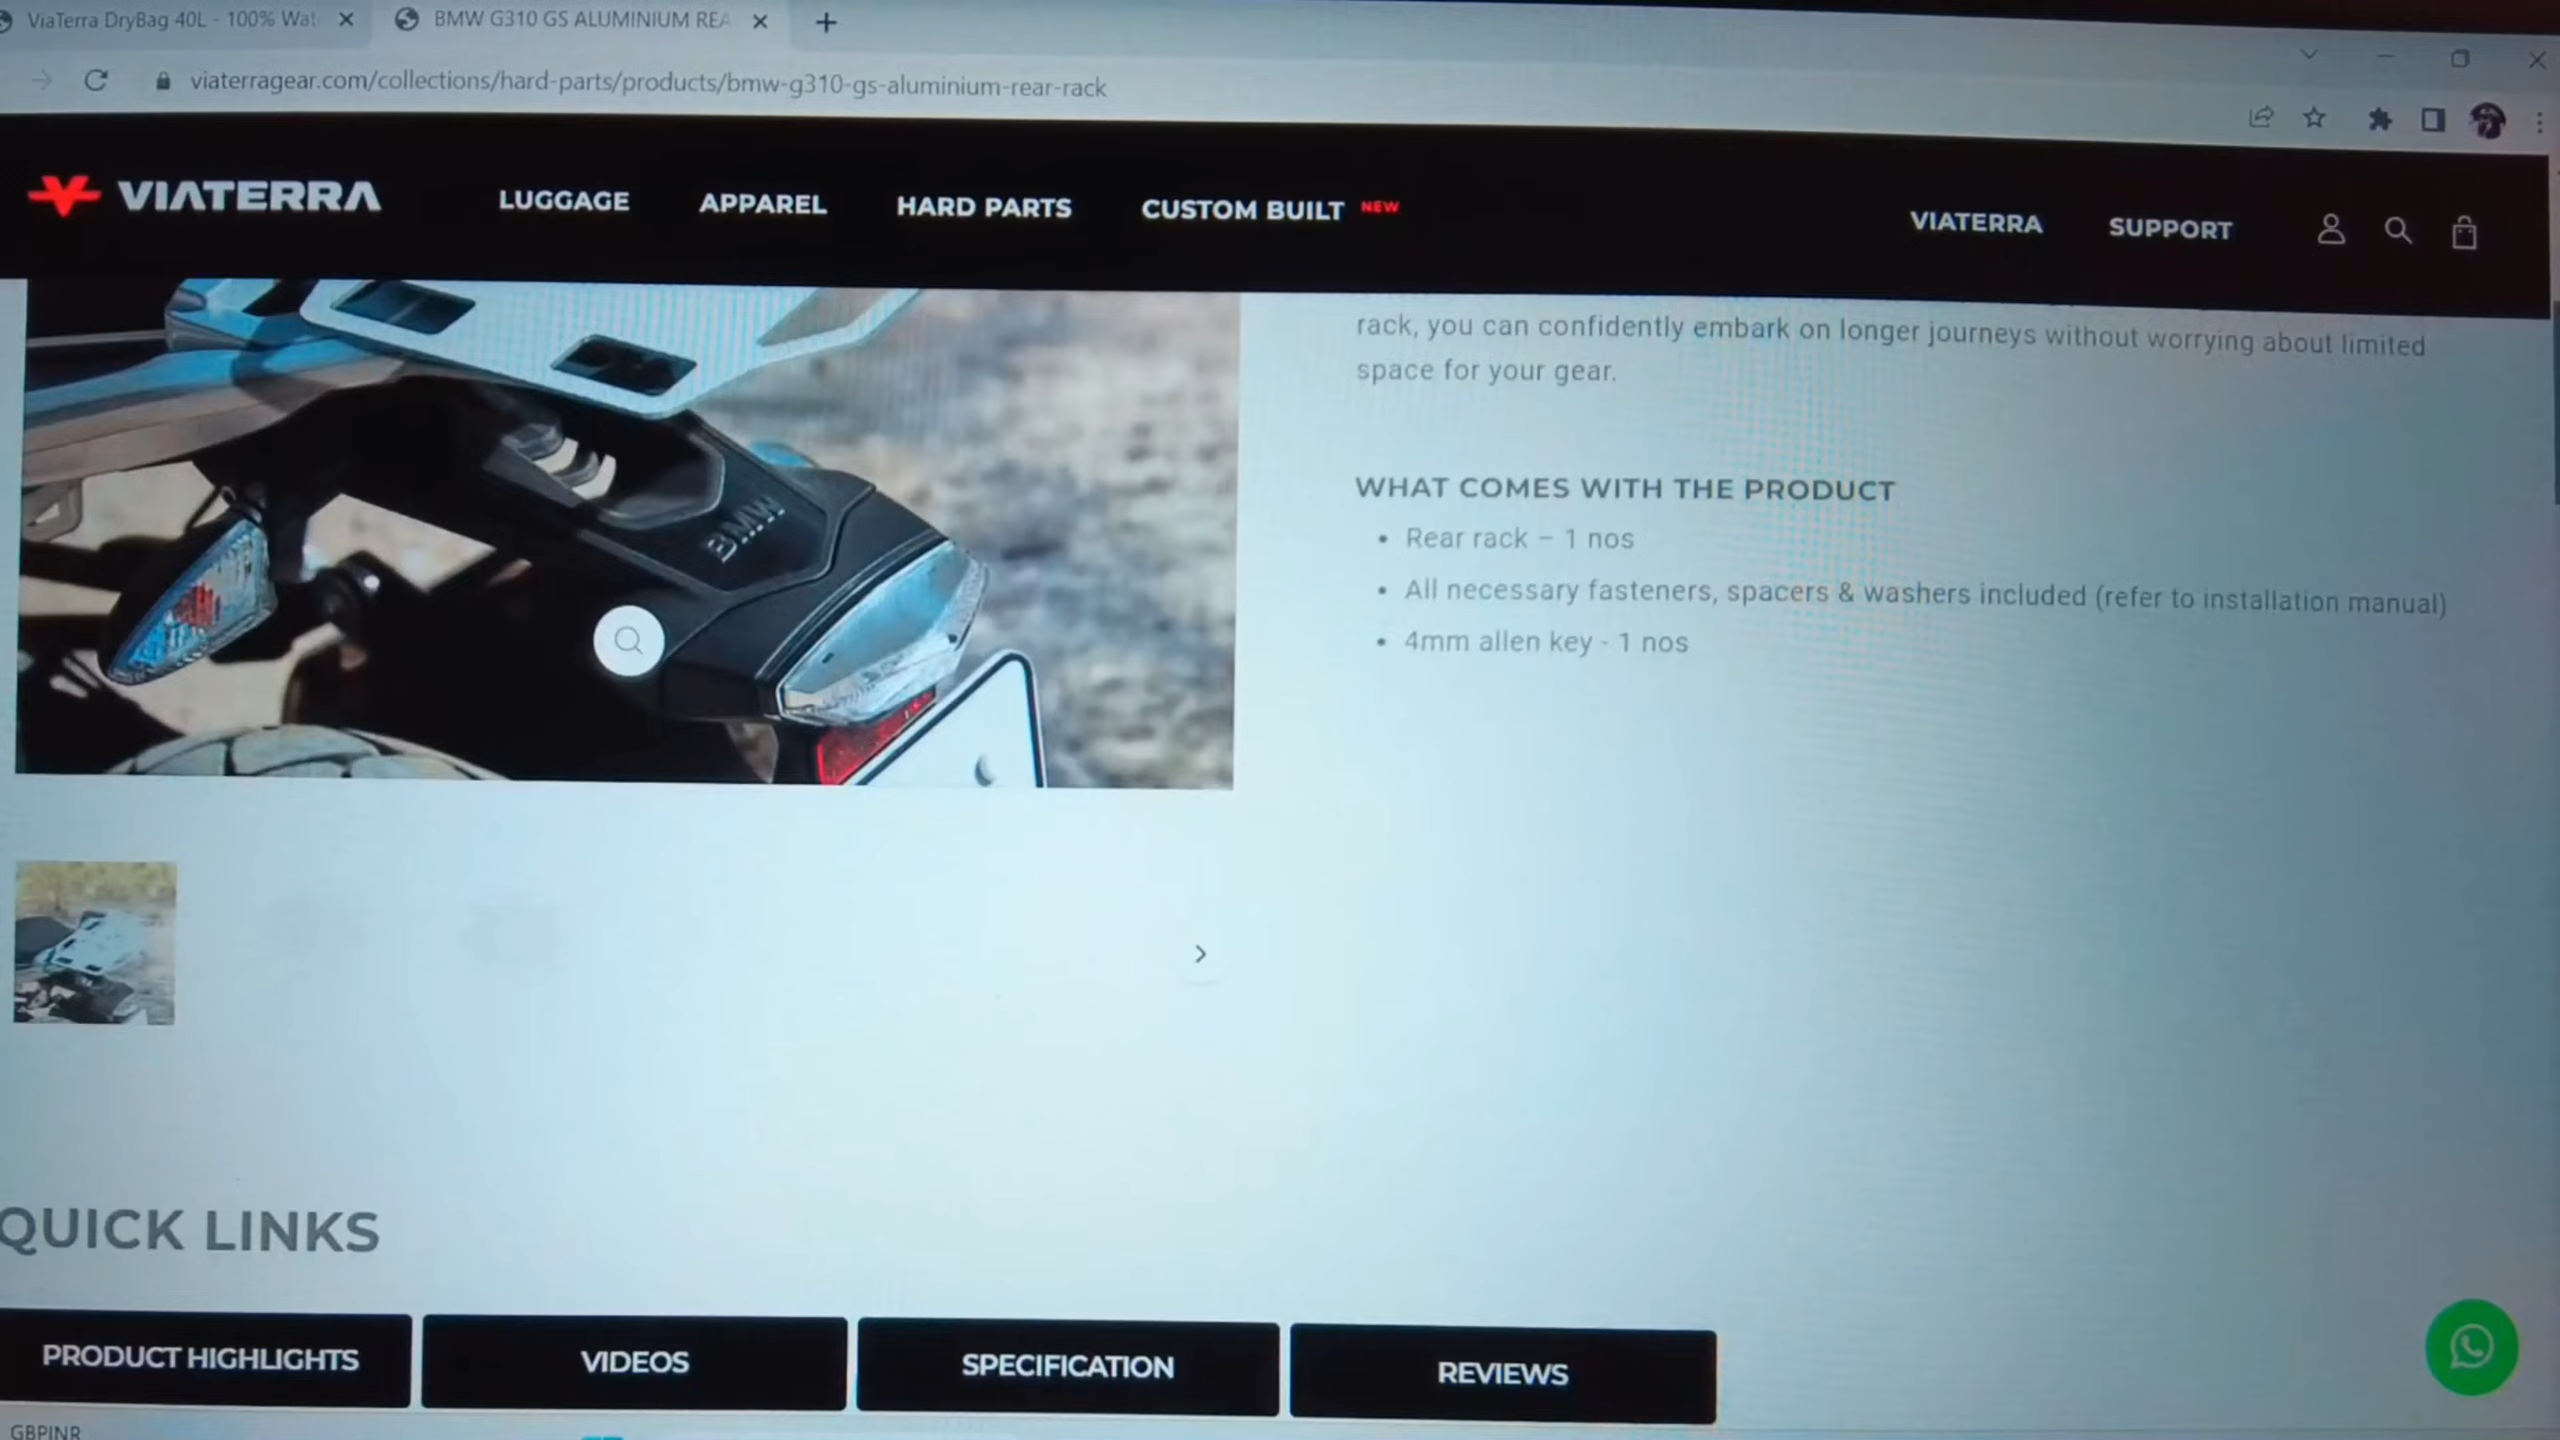 ViaTerra DryBag 40L - 100% Wat
BMW G310 GS ALUMINIUM REA
viaterragear.com/collections/hard-parts/products/bmw-g310-gs-aluminium-rear-rack
VIATERRA
LUGGAGE
APPAREL
HARD PARTS
CUSTOM BUILT NEW
VIATERRA
SUPPORT
rack, you can confidently embark on longer journeys without worrying about limited
space for your gear.
WHAT COMES WITH THE PRODUCT
• Rear rack – 1 nos
• All necessary fasteners, spacers & washers included (refer to installation manual)
• 4mm allen key - 1 nos
BMW
QUICK LINKS
PRODUCT HIGHLIGHTS
VIDEOS
SPECIFICATION
REVIEWS
GBPINR